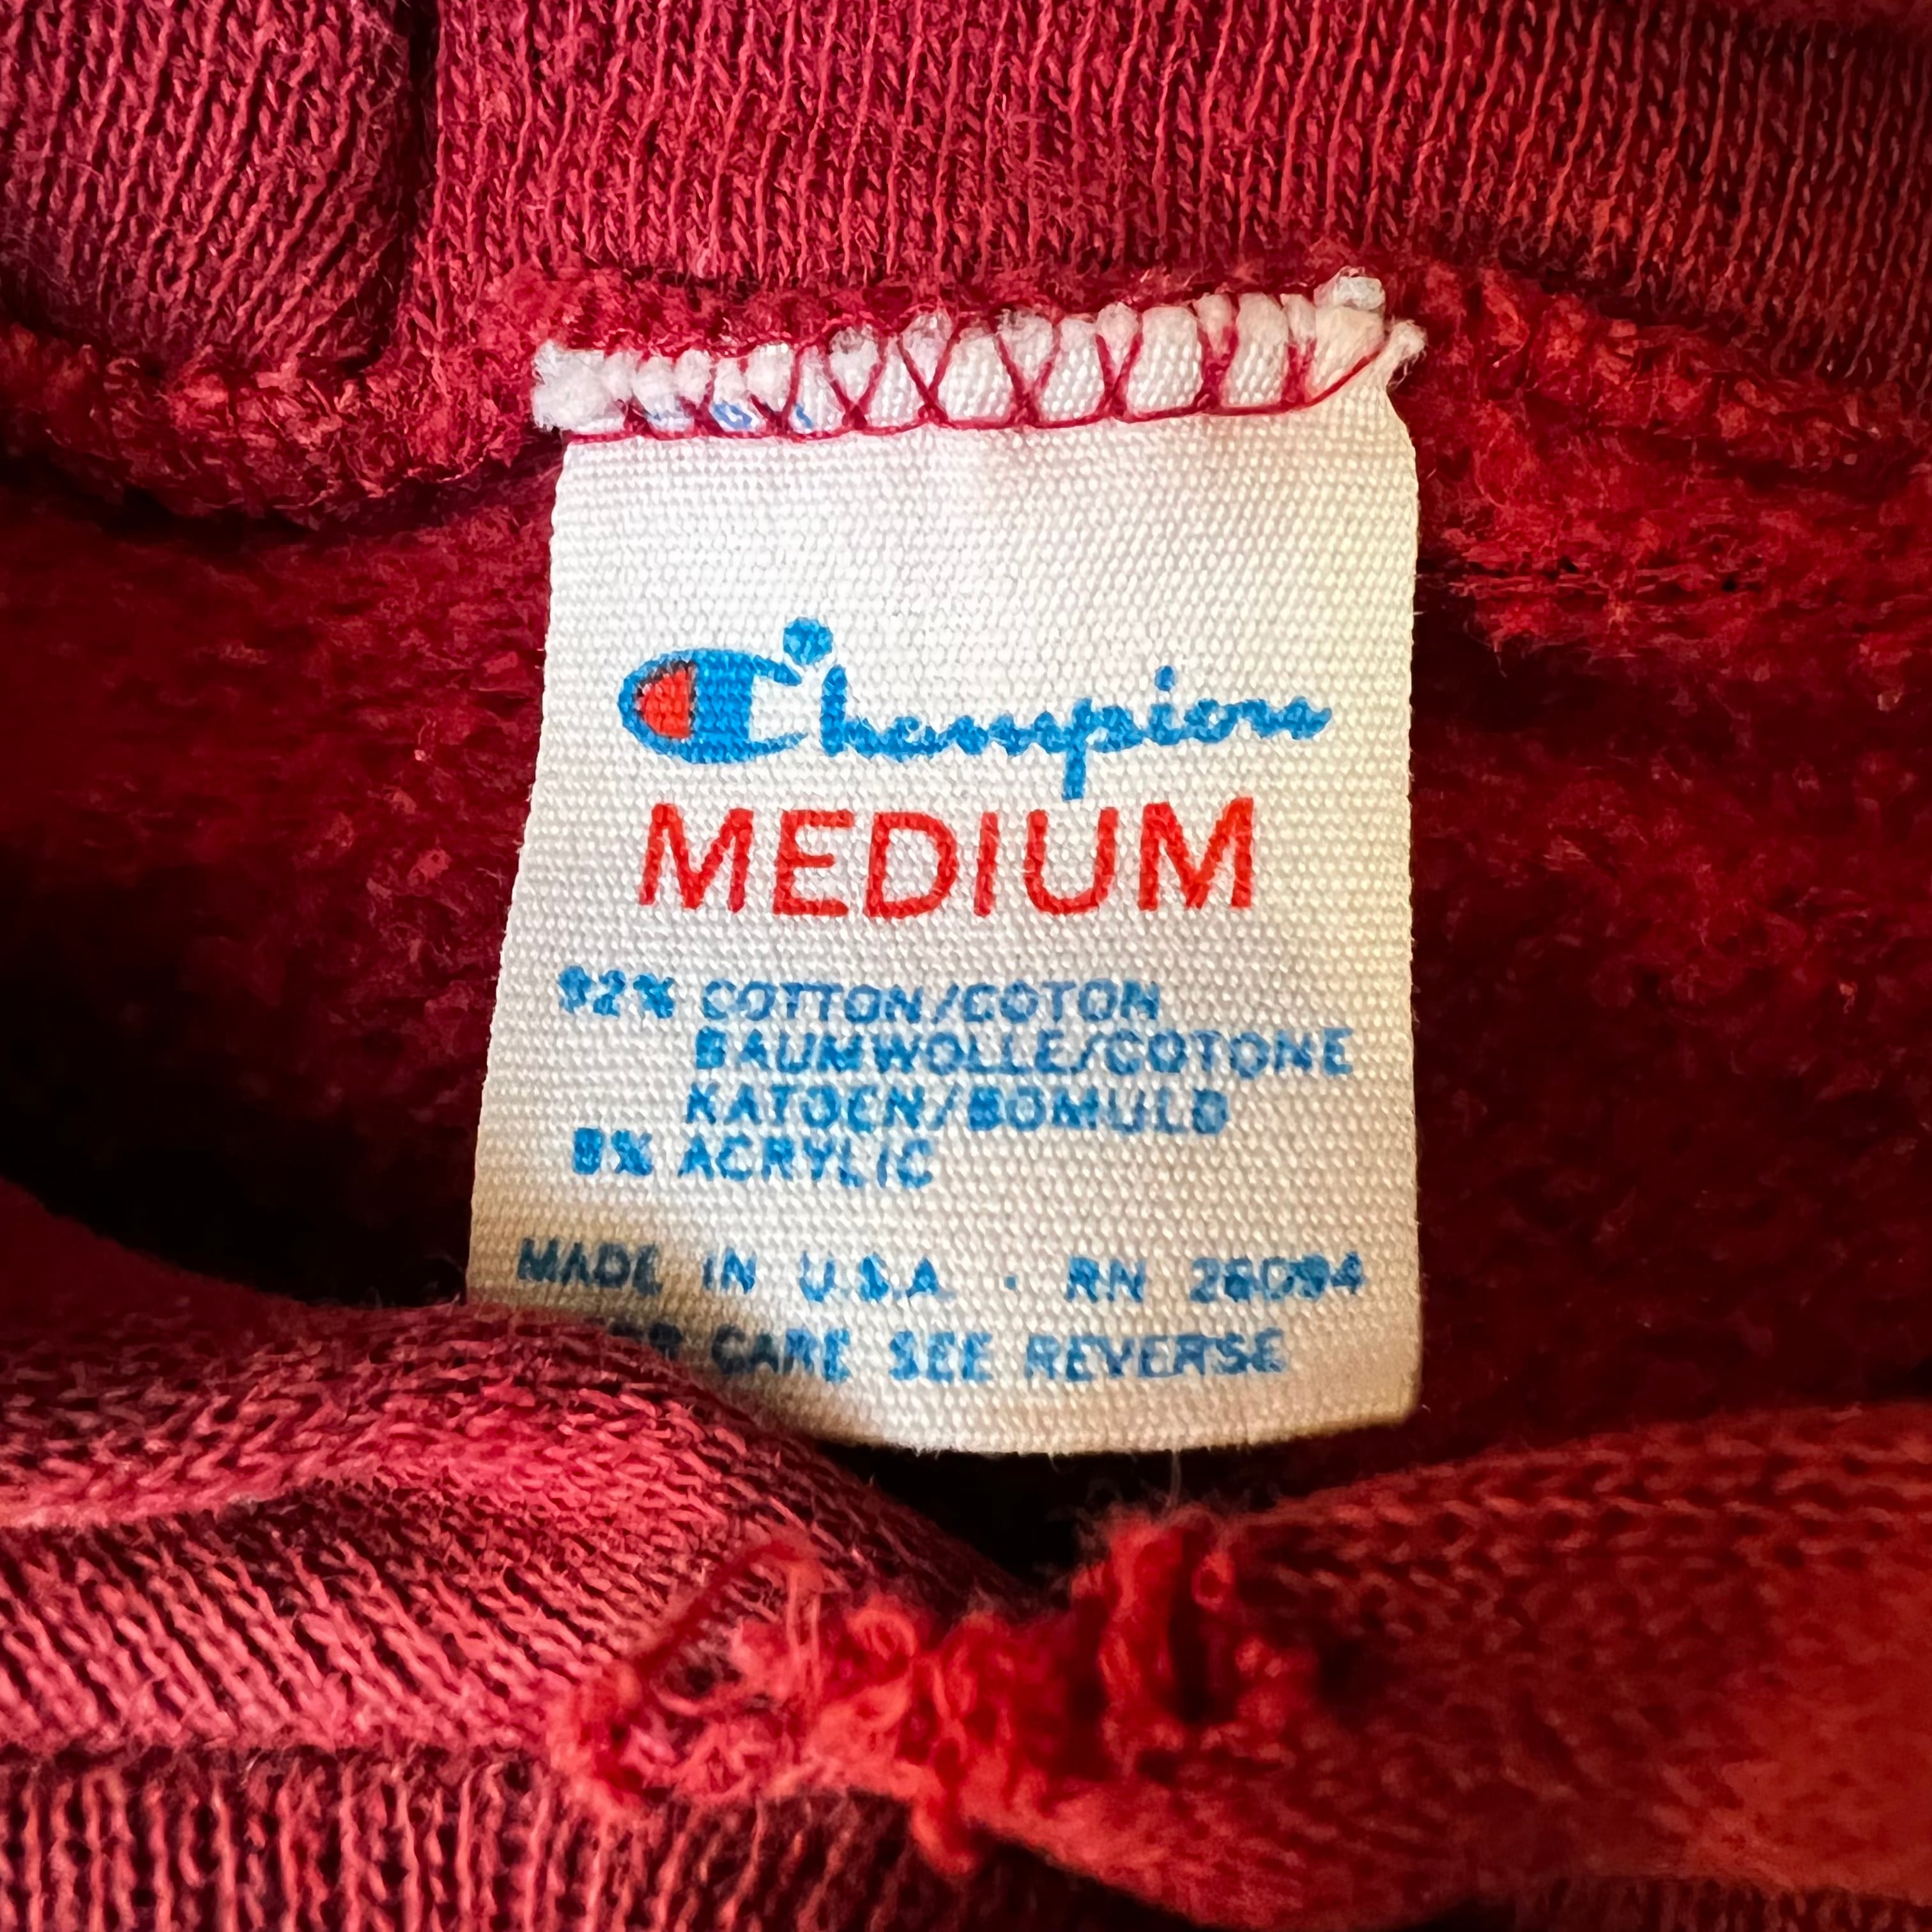 Champion
MEDIUM
92% COTTON/COTON
BAUMWOLLE/COTONE
KATOEN/BOMULD
8% ACRYLIC
MADE IN U.S.A. · RN 26094
CARE SEE REVERSE